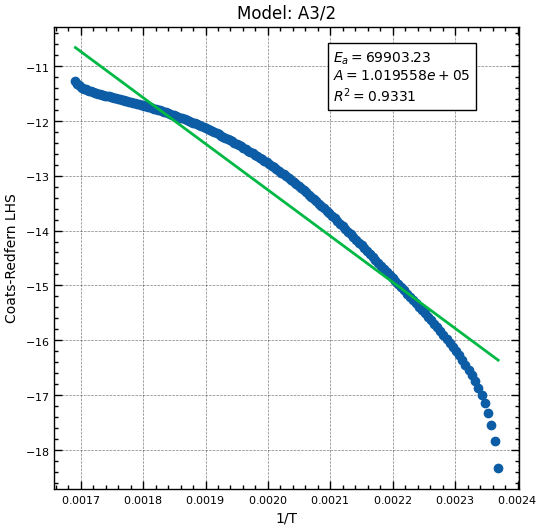 Model: A3/2
E_a = 69903.23
A = 1.019558e + 05
R² = 0.9331
Coats-Redfern LHS
−11
−12
−13
−14
−15
−16
−17
−18
0.0017 0.0018 0.0019 0.0020 0.0021 0.0022 0.0023 0.0024
1/T